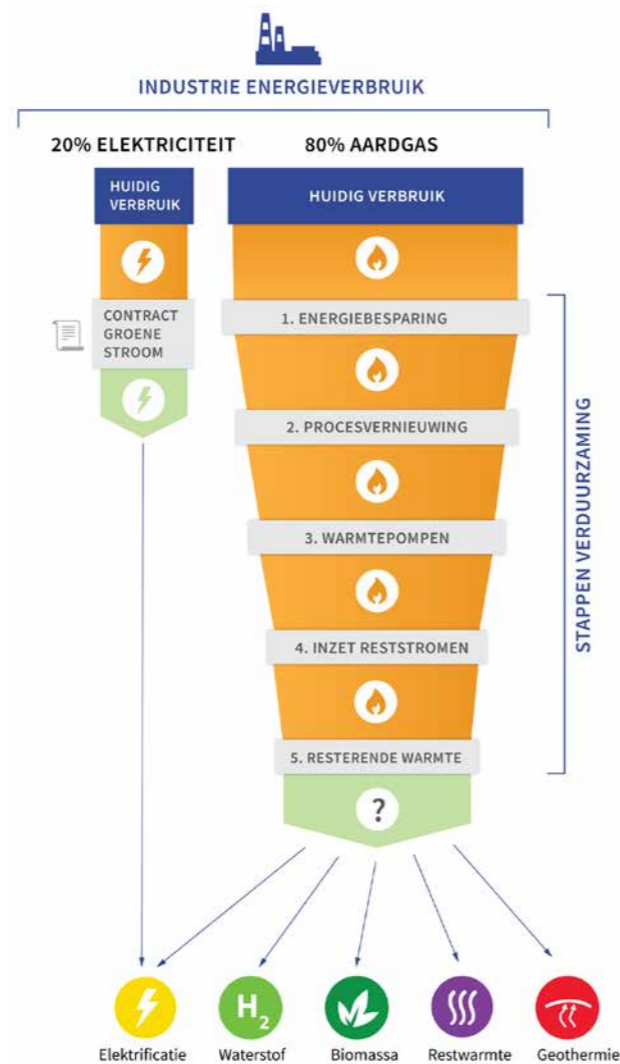 INDUSTRIE ENERGIEVERBRUIK
20% ELEKTRICITEIT
80% AARDGAS
HUIDIG
VERBRUIK
HUIDIG VERBRUIK
CONTRACT
GROENE
STROOM
1. ENERGIEBESPARING
2. PROCESVERNIEUWING
3. WARMTEPOMPEN
4. INZET RESTSTROMEN
5. RESTERENDE WARMTE
?
STAPPEN VERDUURZAMING
H2
Elektrificatie
Waterstof
Biomassa
Restwarmte
Geothermie